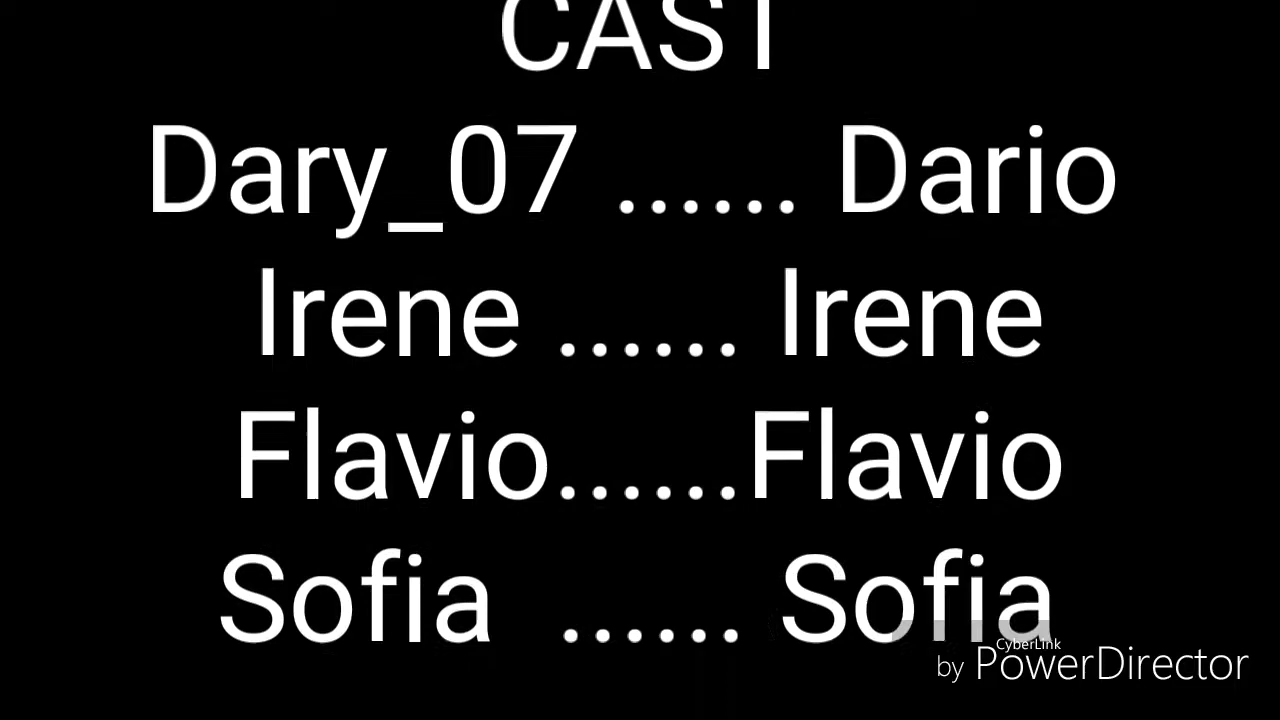 CAST
Dary_07 ...... Dario
Irene ...... Irene
Flavio......Flavio
Sofia ...... Sofia
CyberLink
by PowerDirector